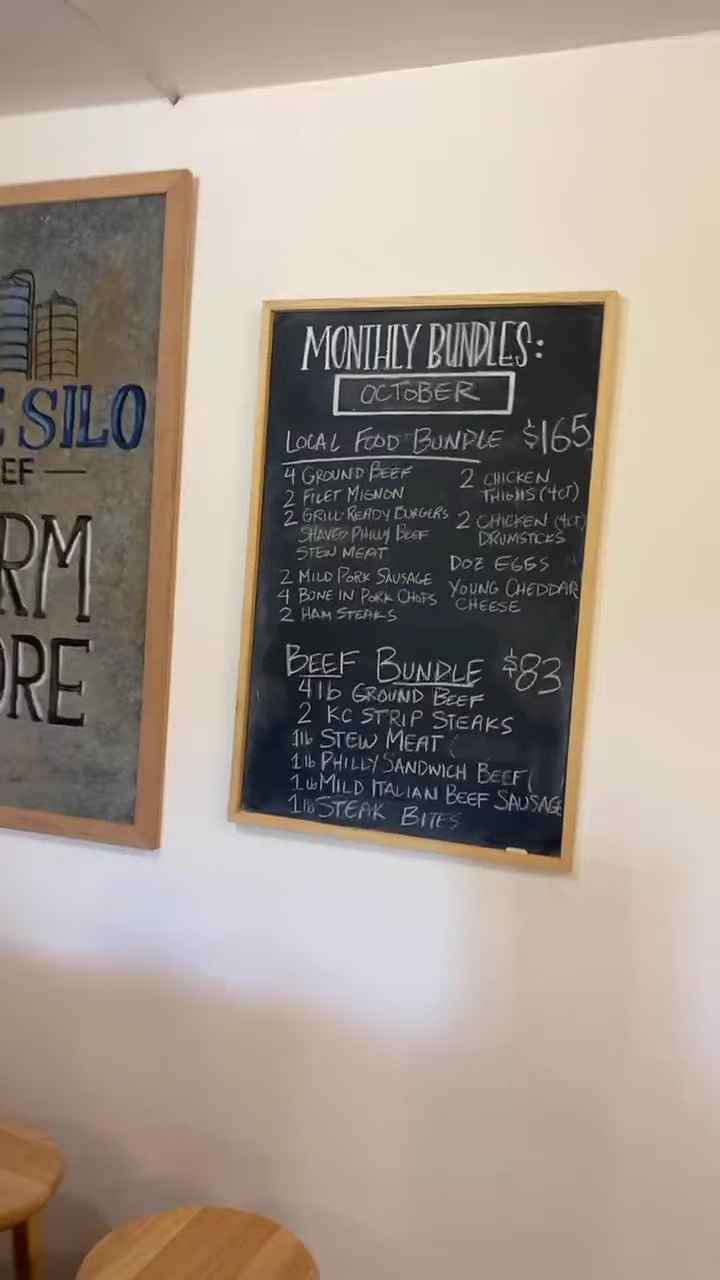 E SILO
EF
RM
ORE
MONTHLY BUNDLES:
OCTOBER
LOCAL FOOD BUNDLE $165
4 GROUND BEEF
2 FILET MIGNON
2 GRILL-READY BURGERS
SHAVED PHILLY BEEF
STEW MEAT
2 MILD PORK SAUSAGE
4 BONE IN PORK CHOPS
2 HAM STEAKS
2 CHICKEN
THIGHS (4CT)
2 CHICKEN (4CT)
DRUMSTICKS
DOZ EGGS
YOUNG CHEDDAR
CHEESE
BEEF BUNDLE $83
4 lb GROUND BEEF
2 KC STRIP STEAKS
1lb STEW MEAT (
1lb PHILLY SANDWICH BEEF (
1lb MILD ITALIAN BEEF SAUSAGE
1lb STEAK BITES